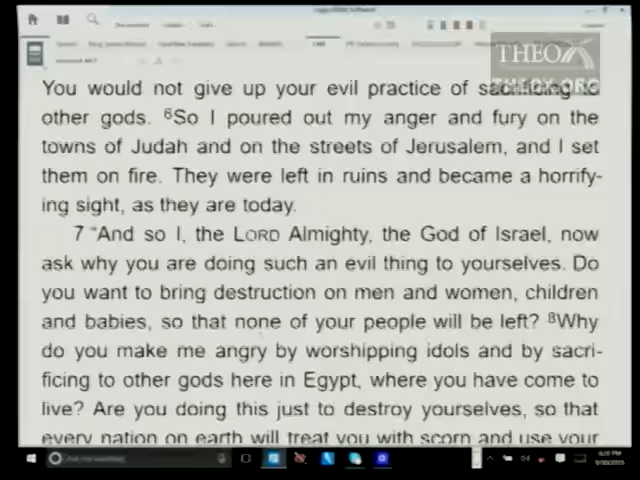 THEO
THEOX.ORG
You would not give up your evil practice of sacrificing to
other gods. ⁶So I poured out my anger and fury on the
towns of Judah and on the streets of Jerusalem, and I set
them on fire. They were left in ruins and became a horrify-
ing sight, as they are today.
7 “And so I, the LORD Almighty, the God of Israel, now
ask why you are doing such an evil thing to yourselves. Do
you want to bring destruction on men and women, children
and babies, so that none of your people will be left? ⁸Why
do you make me angry by worshipping idols and by sacri-
ficing to other gods here in Egypt, where you have come to
live? Are you doing this just to destroy yourselves, so that
every nation on earth will treat you with scorn and use your